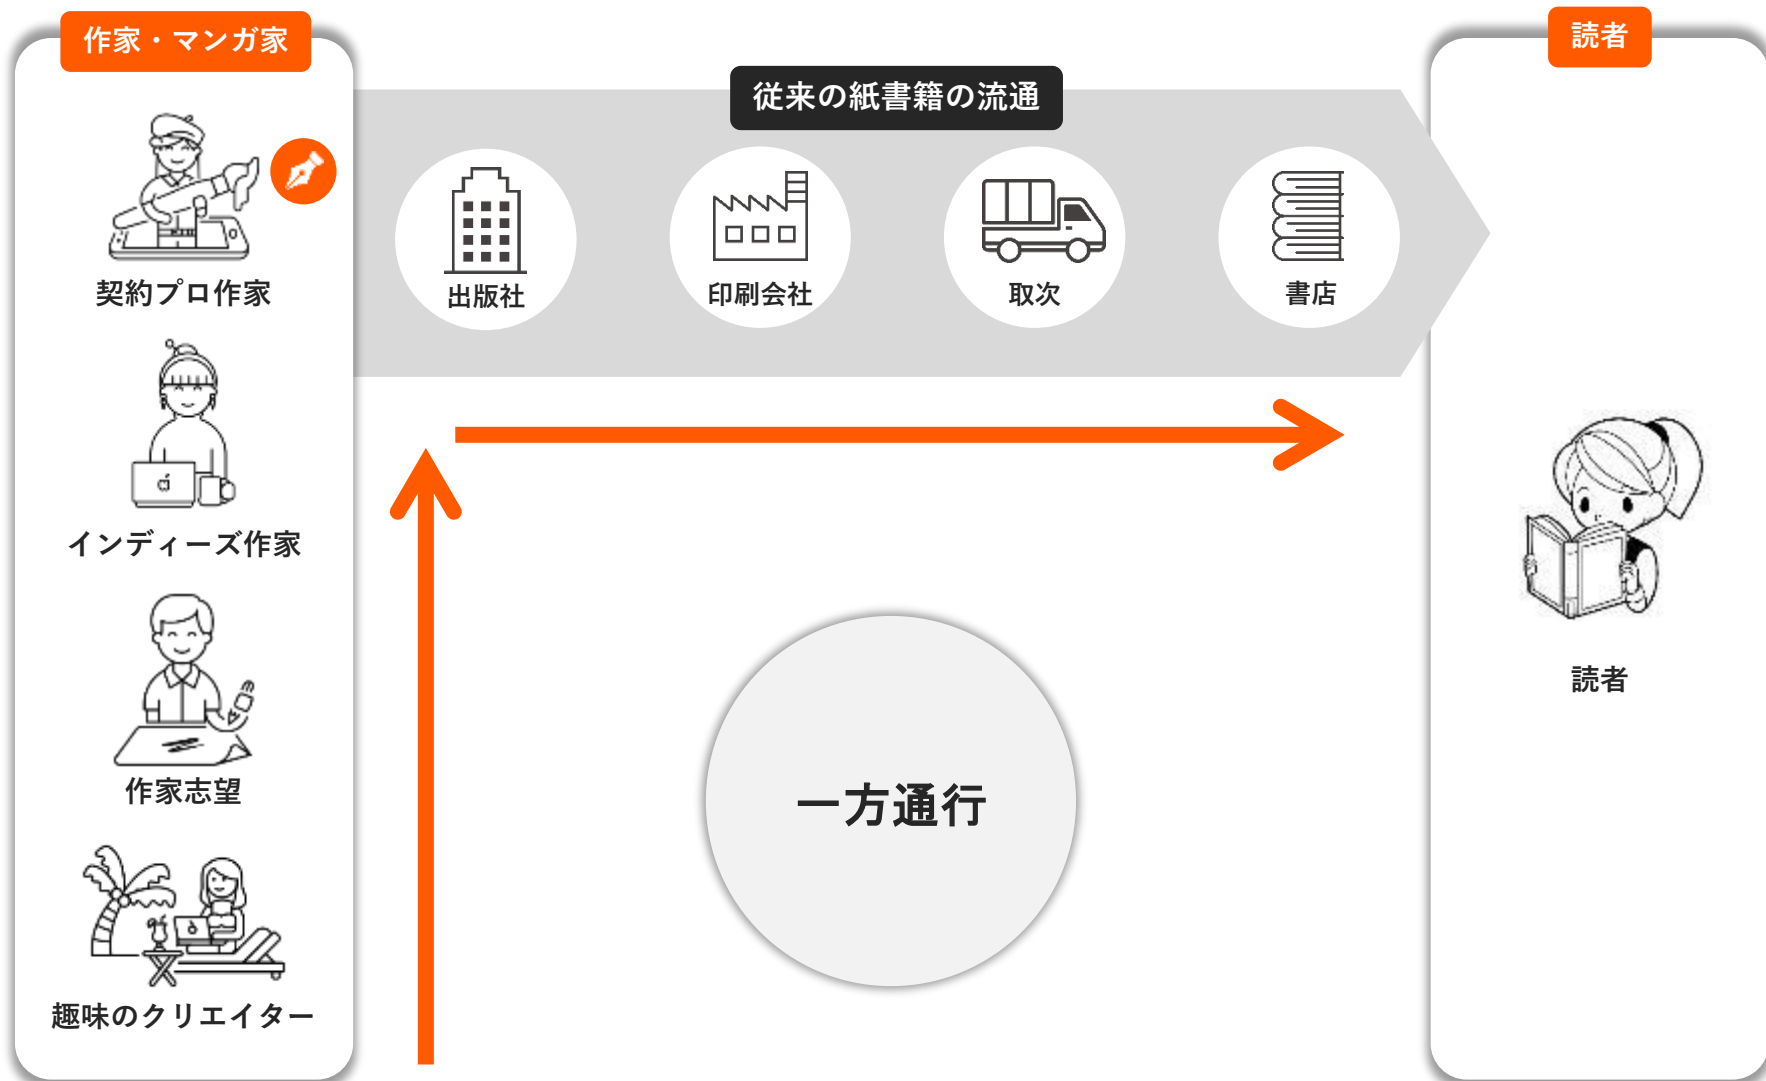 作家・マンガ家
契約プロ作家
インディーズ作家
作家志望
趣味のクリエイター
従来の紙書籍の流通
出版社
印刷会社
取次
書店
一方通行
読者
読者